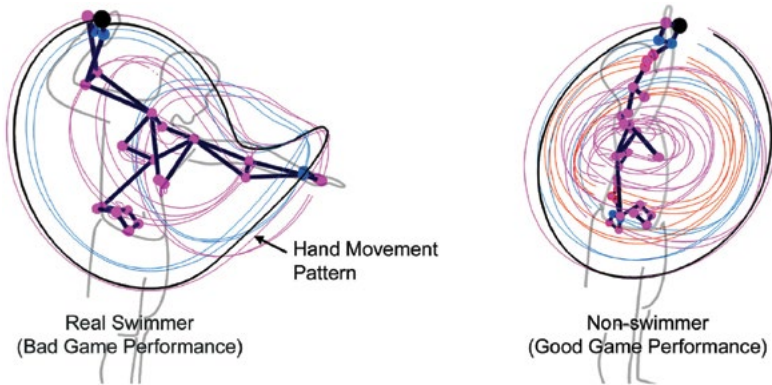 Hand Movement
Pattern
Real Swimmer
(Bad Game Performance)
Non-swimmer
(Good Game Performance)